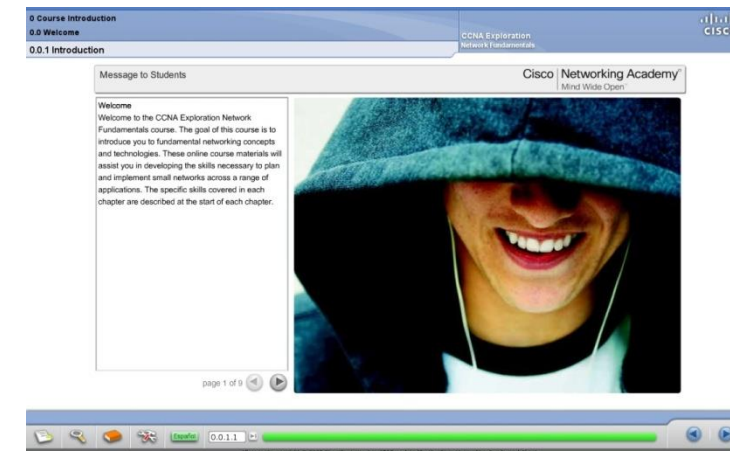 0 Course Introduction
0.0 Welcome
0.0.1 Introduction
CCNA Exploration
Network Fundamentals
CISC
Message to Students
Cisco Networking Academy
Mind Wide Open
Welcome
Welcome to the CCNA Exploration Network
Fundamentals course. The goal of this course is to
introduce you to fundamental networking concepts
and technologies. These online course materials will
assist you in developing the skills necessary to plan
and implement small networks across a range of
applications. The specific skills covered in each
chapter are described at the start of each chapter.
page 1 of 9
Español
0.0.1.1